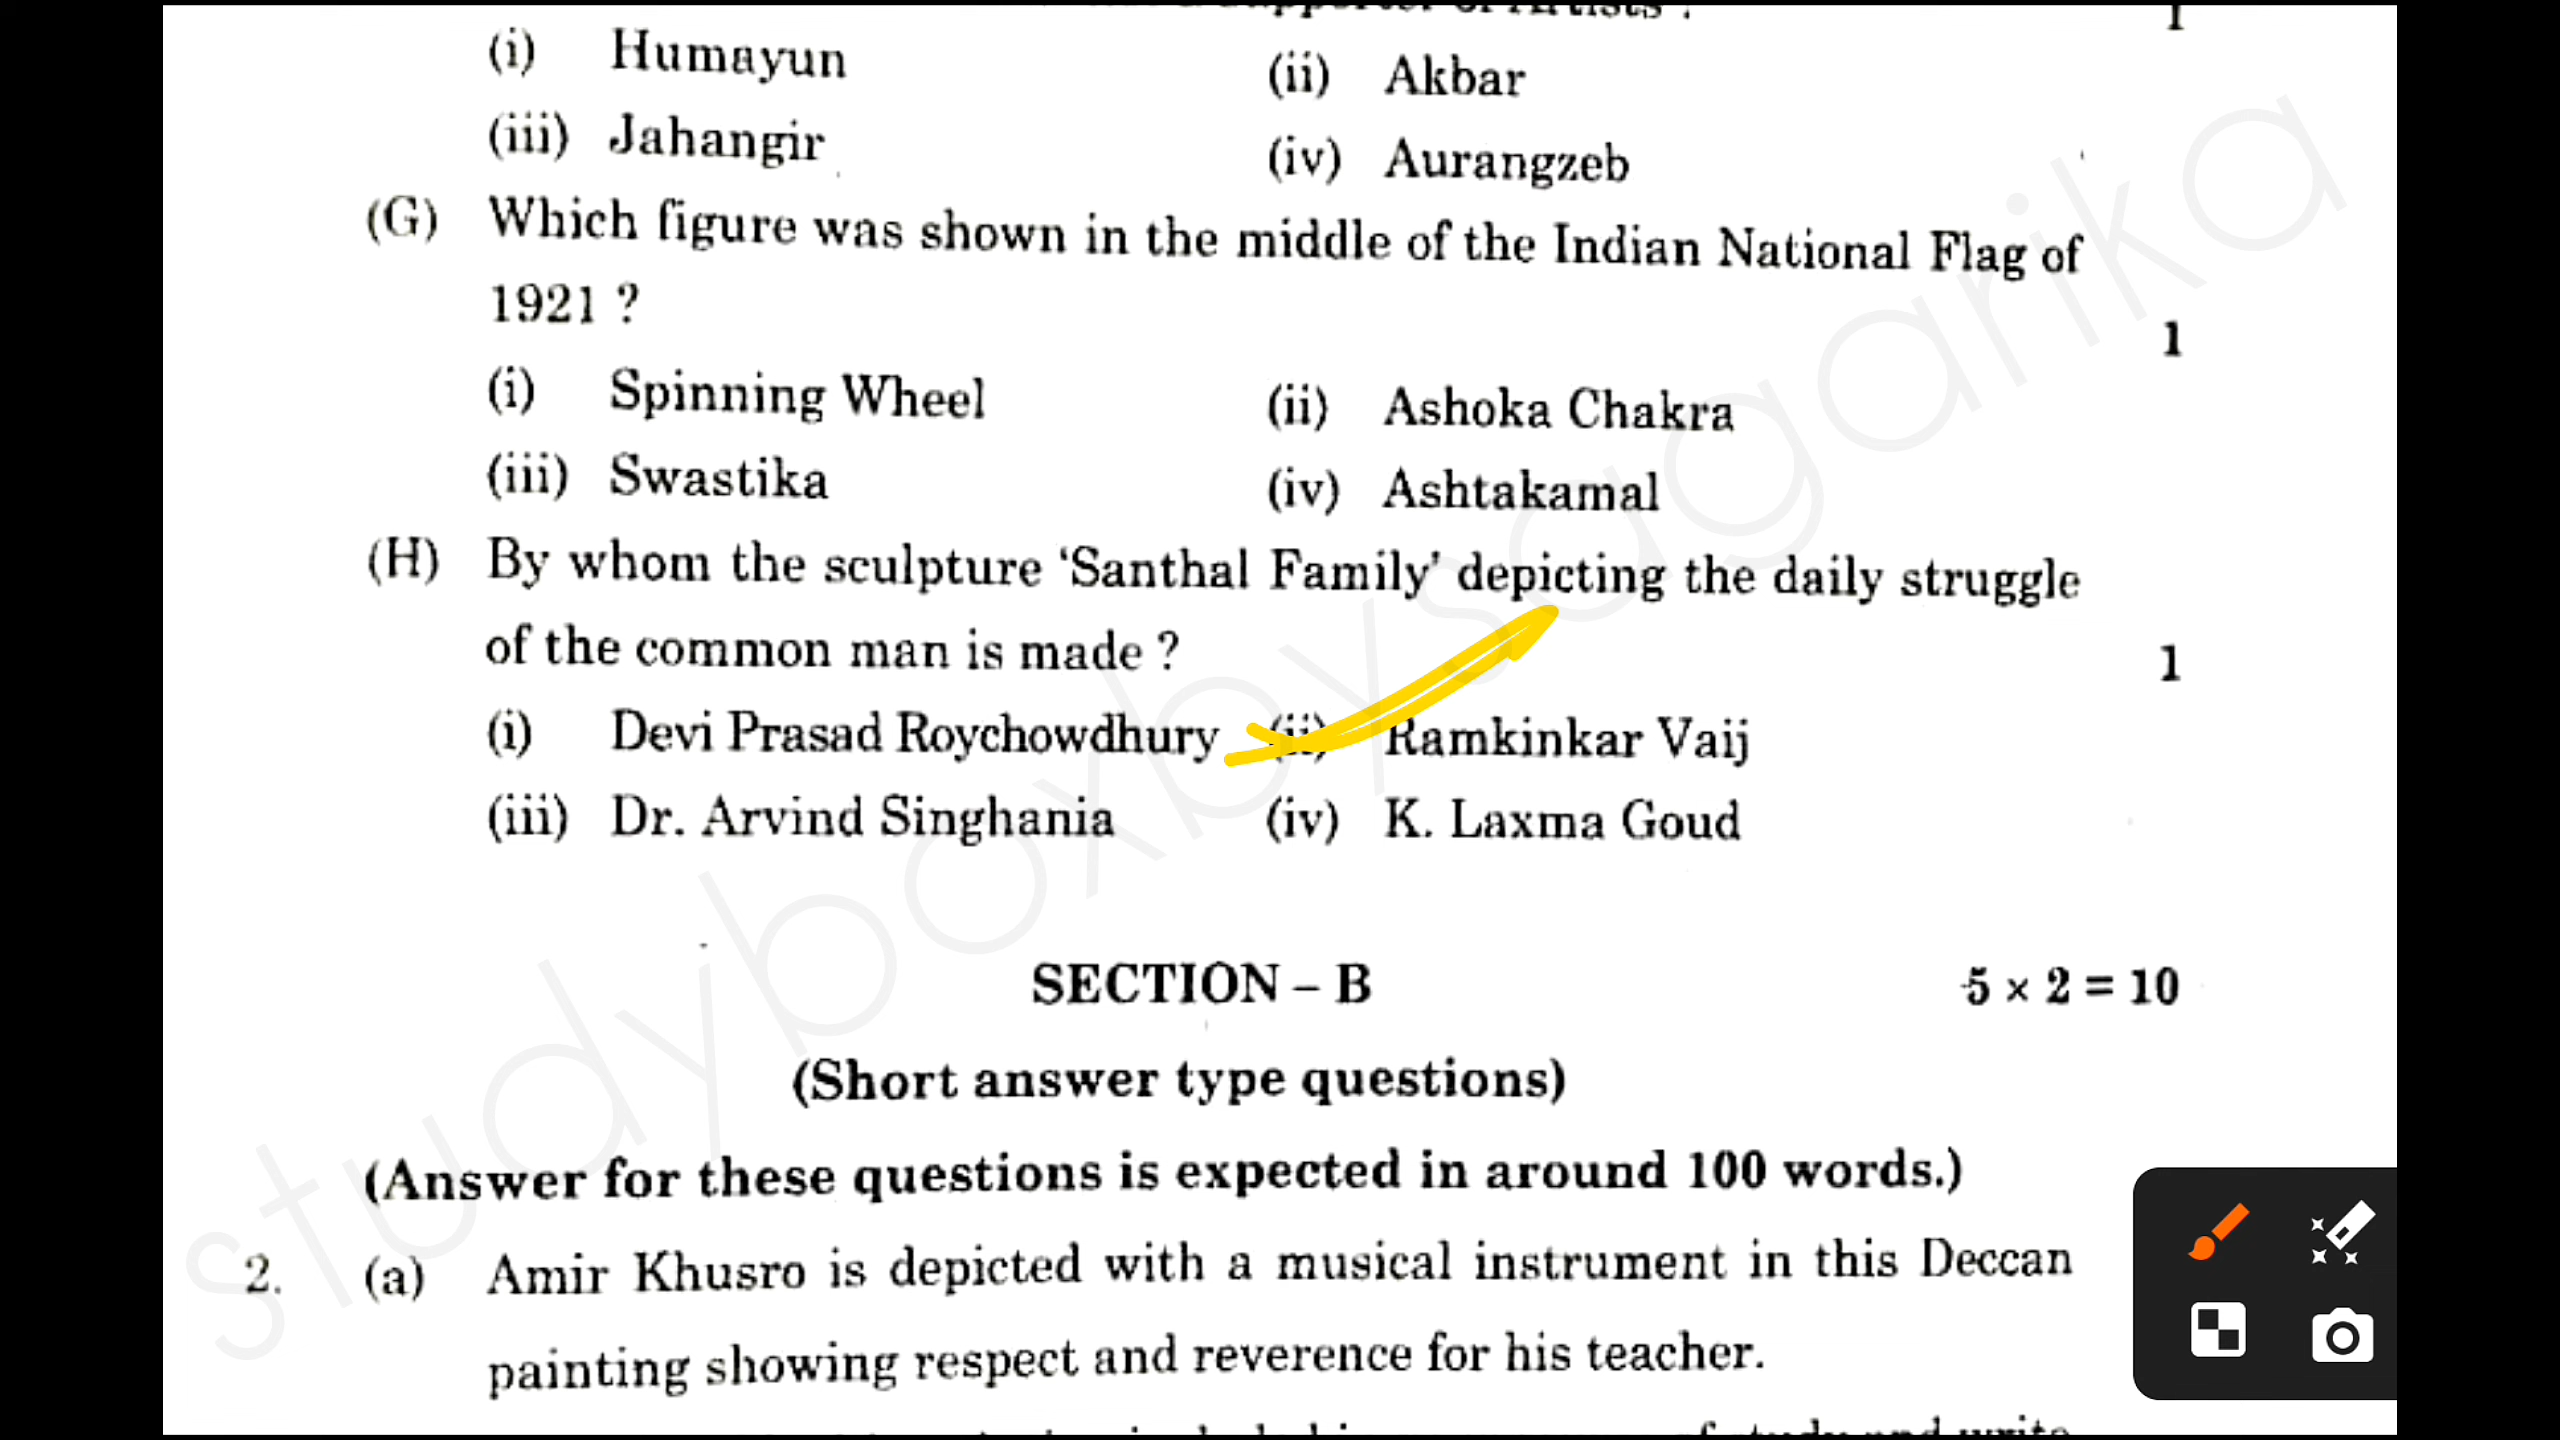 of Artists ? 1
(i) Humayun (ii) Akbar
(iii) Jahangir (iv) Aurangzeb
(G) Which figure was shown in the middle of the Indian National Flag of
1921 ? 1
(i) Spinning Wheel (ii) Ashoka Chakra
(iii) Swastika (iv) Ashtakamal
(H) By whom the sculpture ‘Santhal Family’ depicting the daily struggle
of the common man is made ? 1
(i) Devi Prasad Roychowdhury (ii) Ramkinkar Vaij
(iii) Dr. Arvind Singhania (iv) K. Laxma Goud
SECTION – B 5 × 2 = 10
(Short answer type questions)
(Answer for these questions is expected in around 100 words.)
2. (a) Amir Khusro is depicted with a musical instrument in this Deccan
painting showing respect and reverence for his teacher.
studyboxbysagarika